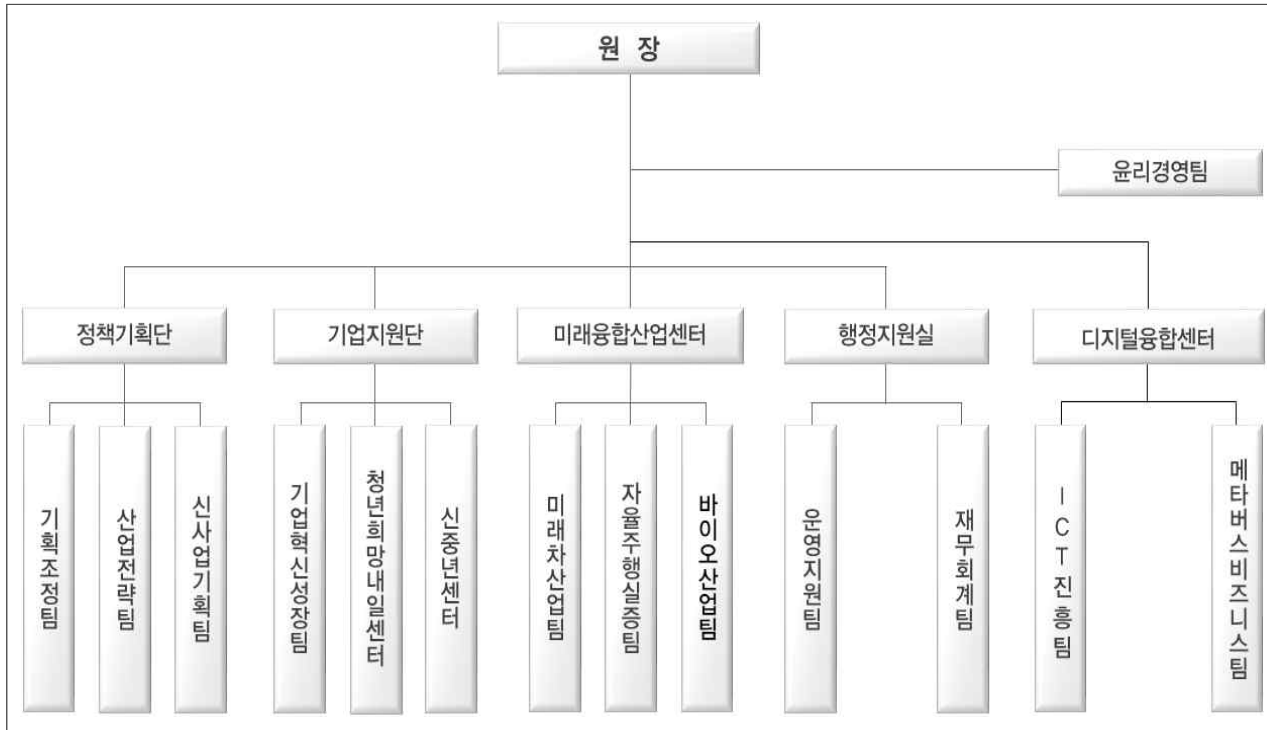 원 장
윤리경영팀
정책기획단
기업지원단
미래융합산업센터
행정지원실
디지털융합센터
기획조정팀
산업전략팀
신사업기획팀
기업혁신성장팀
청년희망내일센터
신중년센터
미래차산업팀
자율주행실증팀
바이오산업팀
운영지원팀
재무회계팀
ICT진흥팀
메타버스비즈니스팀